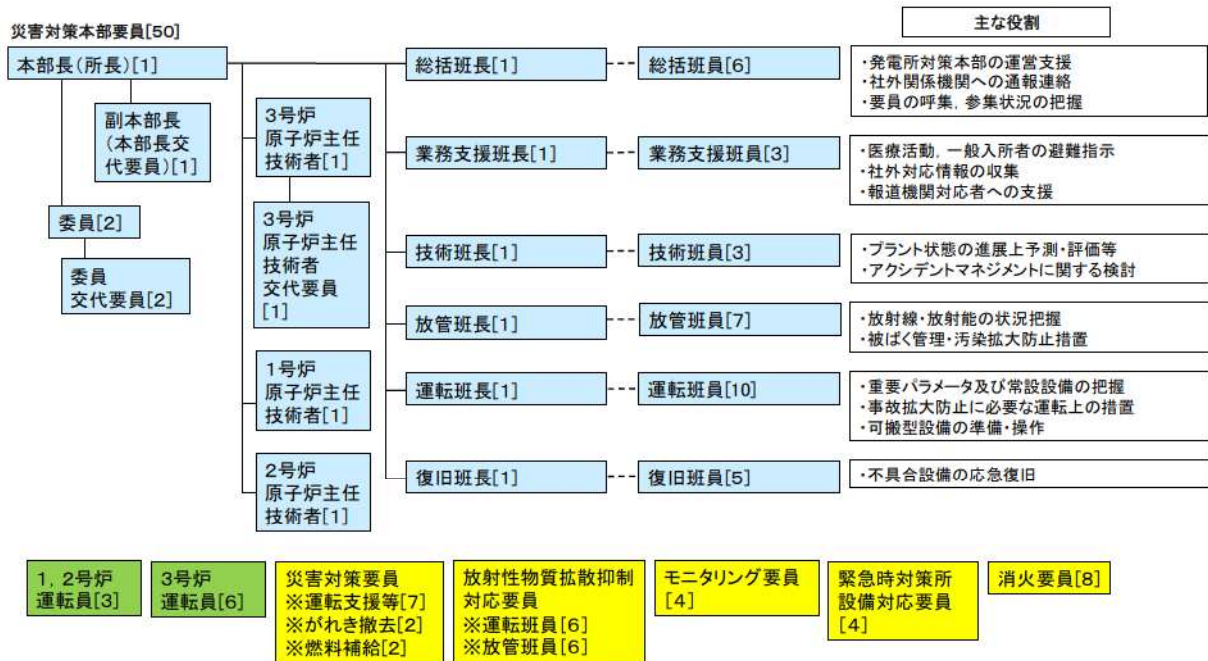 災害対策本部要員[50]
本部長(所長)[1]
副本部長
(本部長交
代要員)[1]
委員[2]
委員
交代要員[2]
3号炉
原子炉主任
技術者[1]
3号炉
原子炉主任
技術者
交代要員
[1]
1号炉
原子炉主任
技術者[1]
2号炉
原子炉主任
技術者[1]
主な役割
総括班長[1]
総括班員[6]
・発電所対策本部の運営支援
・社外関係機関への通報連絡
・要員の呼集,参集状況の把握
業務支援班長[1]
業務支援班員[3]
・医療活動,一般入所者の避難指示
・社外対応情報の収集
・報道機関対応者への支援
技術班長[1]
技術班員[3]
・プラント状態の進展上予測・評価等
・アクシデントマネジメントに関する検討
放管班長[1]
放管班員[7]
・放射線・放射能の状況把握
・被ばく管理・汚染拡大防止措置
運転班長[1]
運転班員[10]
・重要パラメータ及び常設設備の把握
・事故拡大防止に必要な運転上の措置
・可搬型設備の準備・操作
復旧班長[1]
復旧班員[5]
・不具合設備の応急復旧
1,2号炉
運転員[3]
3号炉
運転員[6]
災害対策要員
※運転支援等[7]
※がれき撤去[2]
※燃料補給[2]
放射性物質拡散抑制
対応要員
※運転班員[6]
※放管班員[6]
モニタリング要員
[4]
緊急時対策所
設備対応要員
[4]
消火要員[8]